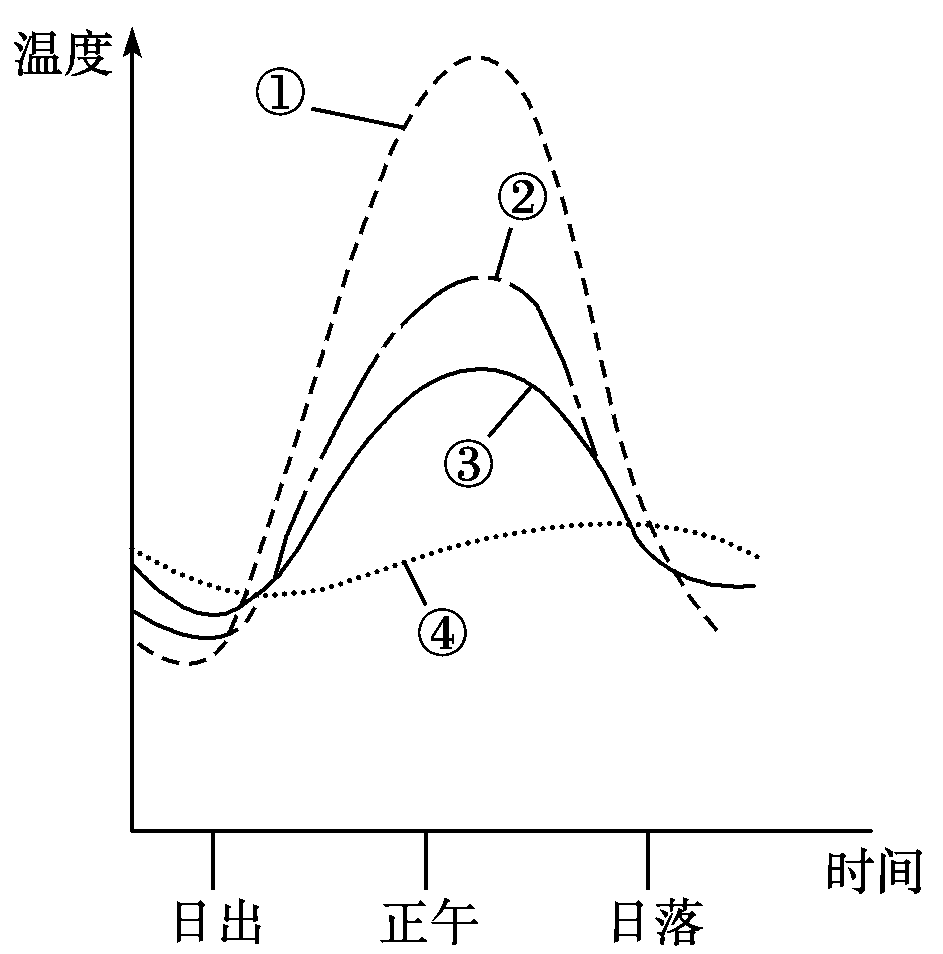 温度
①
②
③
④
时间
日出 正午 日落